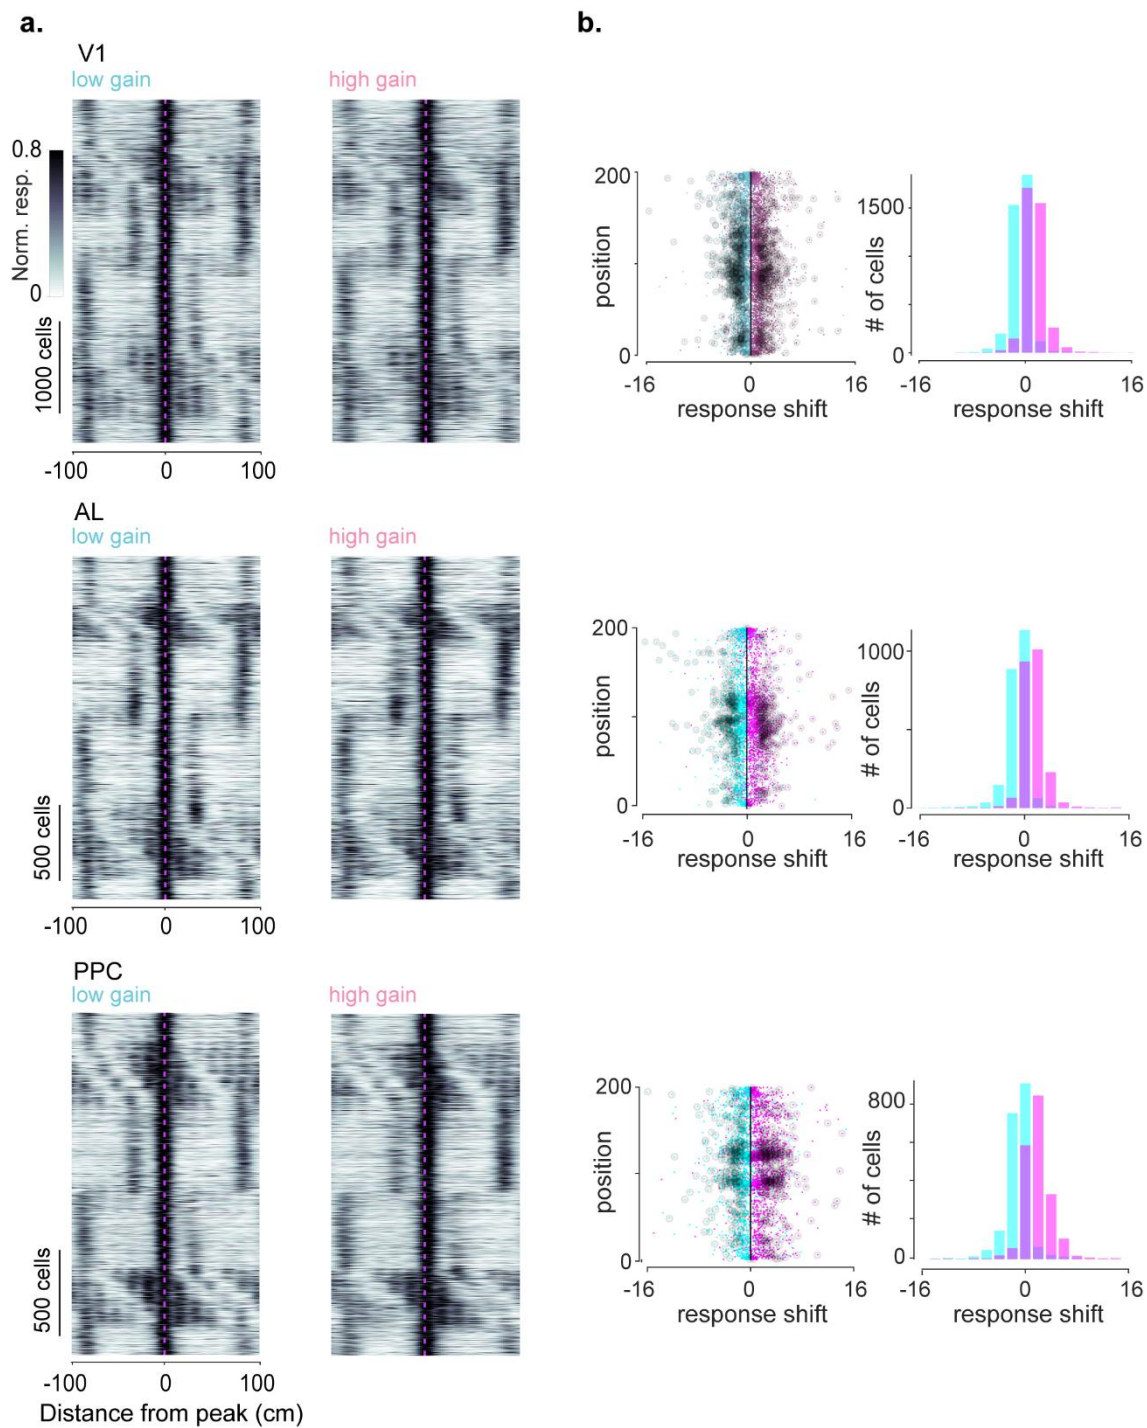 a.
b.
V1
low gain
high gain
0.8
Norm. resp.
0
1000 cells
-100 0 100
200
position
0
-16 0 16
response shift
1500
# of cells
0
-16 0 16
response shift
AL
low gain
high gain
500 cells
-100 0 100
200
position
0
-16 0 16
response shift
1000
# of cells
0
-16 0 16
response shift
PPC
low gain
high gain
500 cells
-100 0 100
Distance from peak (cm)
200
position
0
-16 0 16
response shift
800
# of cells
0
-16 0 16
response shift